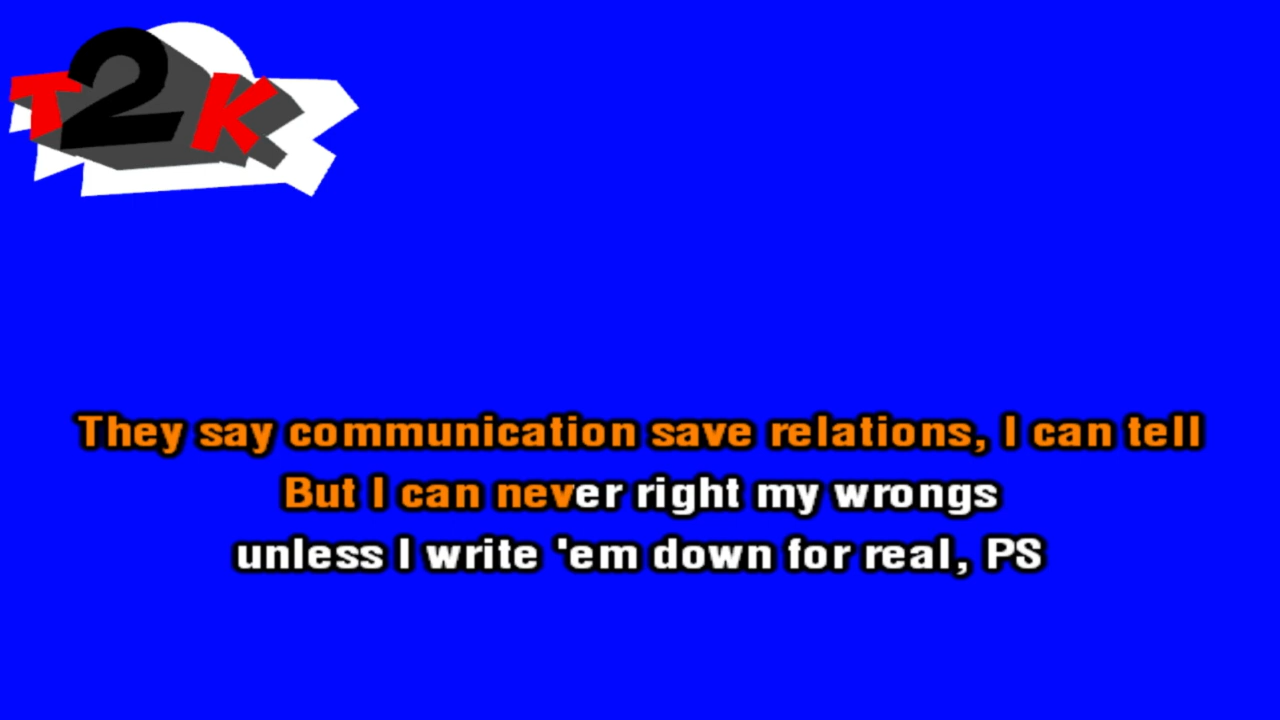 T2K
They say communication save relations, I can tell
But I can never right my wrongs
unless I write 'em down for real, PS